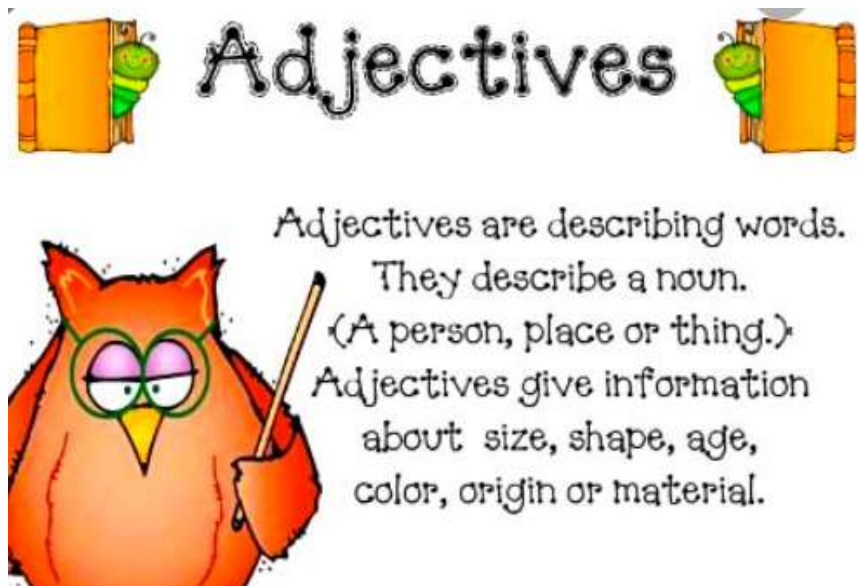 Adjectives
Adjectives are describing words.
They describe a noun.
(A person, place or thing.)
Adjectives give information
about size, shape, age,
color, origin or material.